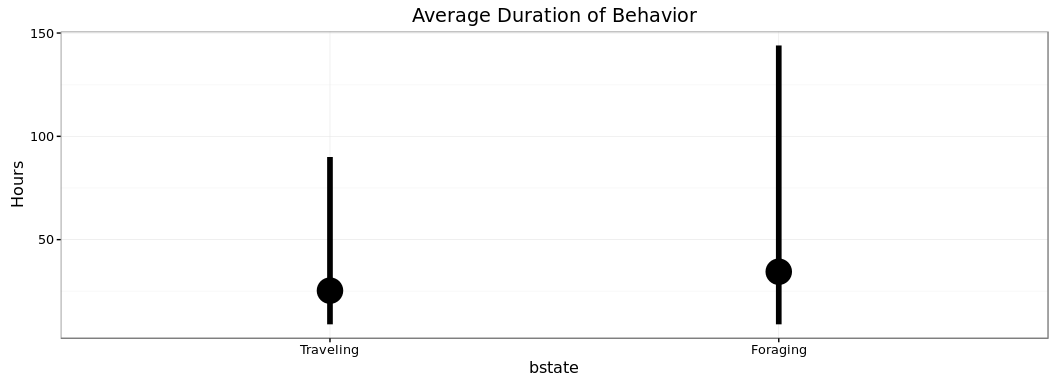 Average Duration of Behavior
150
100
50
Hours
Traveling
Foraging
bstate